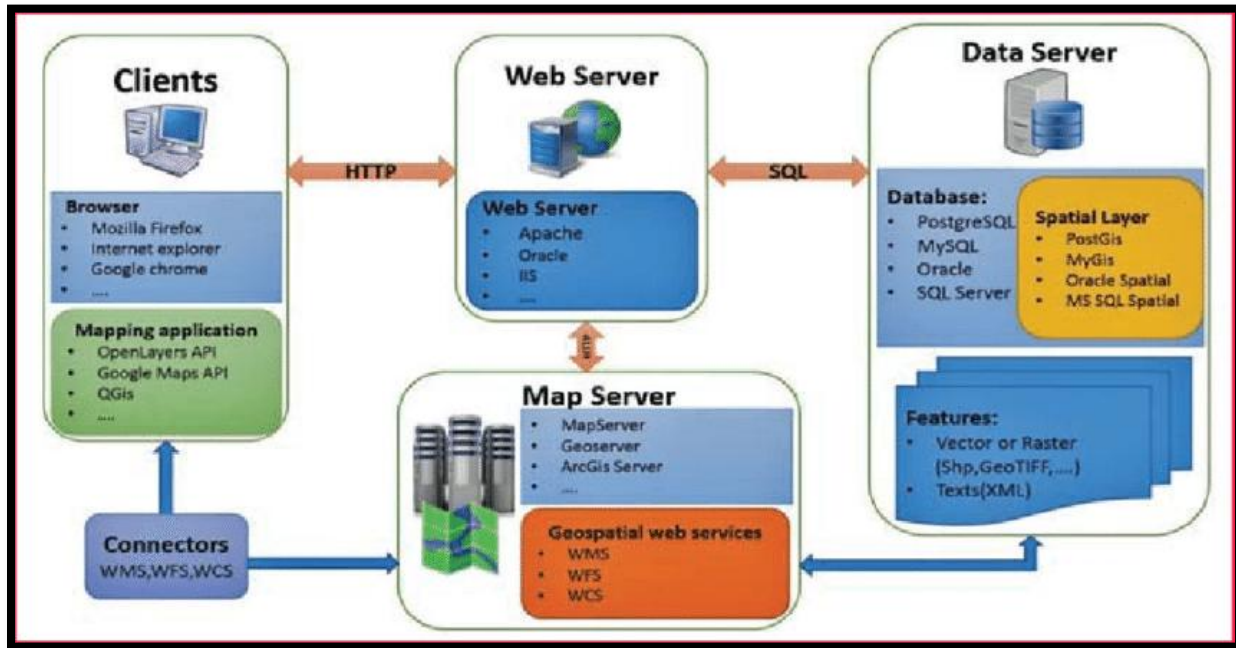 Clients
Browser
• Mozilla Firefox
• Internet explorer
• Google chrome
• ....
Mapping application
• OpenLayers API
• Google Maps API
• QGis
• ....
Connectors
WMS,WFS,WCS
HTTP
Web Server
Web Server
• Apache
• Oracle
• IIS
• ....
HTTP
Map Server
• MapServer
• Geoserver
• ArcGis Server
• ....
Geospatial web services
• WMS
• WFS
• WCS
SQL
Data Server
Database:
• PostgreSQL
• MySQL
• Oracle
• SQL Server
Spatial Layer
• PostGis
• MyGis
• Oracle Spatial
• MS SQL Spatial
Features:
• Vector or Raster
(Shp,GeoTIFF,....)
• Texts(XML)